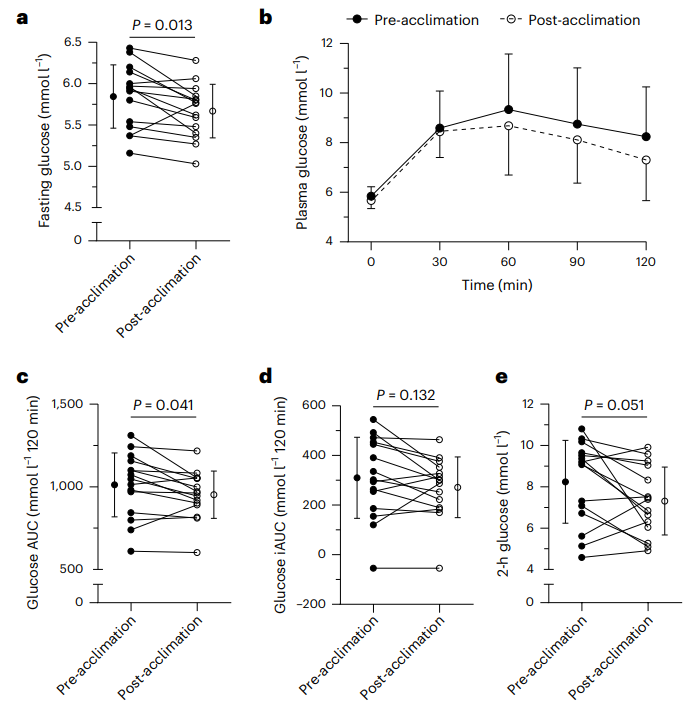 a
P = 0.013
Fasting glucose (mmol l⁻¹)
6.5
6.0
5.5
5.0
4.5
0
Pre-acclimation
Post-acclimation
b
Pre-acclimation
Post-acclimation
Plasma glucose (mmol l⁻¹)
12
10
8
6
4
0
30
60
90
120
Time (min)
c
P = 0.041
Glucose AUC (mmol l⁻¹ 120 min)
1,500
1,000
500
0
Pre-acclimation
Post-acclimation
d
P = 0.132
Glucose iAUC (mmol l⁻¹ 120 min)
600
400
200
0
−200
Pre-acclimation
Post-acclimation
e
P = 0.051
2-h glucose (mmol l⁻¹)
12
10
8
6
4
0
Pre-acclimation
Post-acclimation